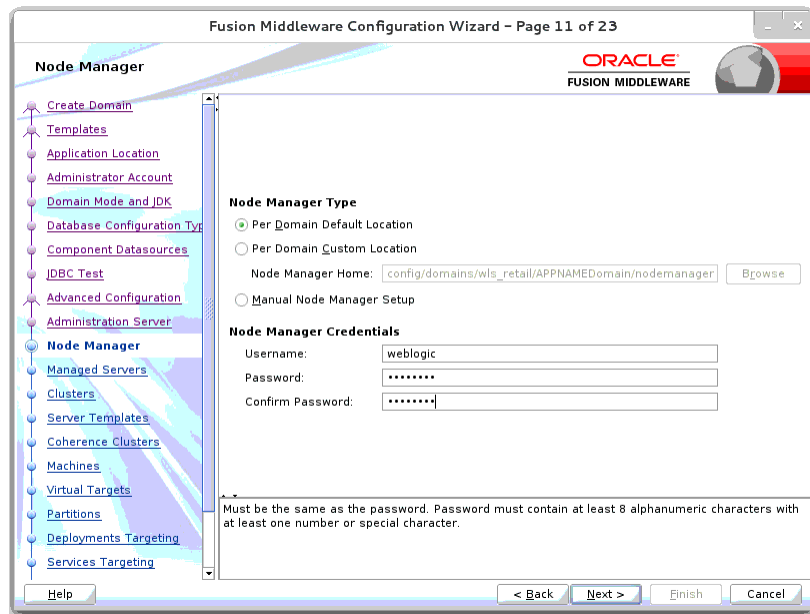 Fusion Middleware Configuration Wizard - Page 11 of 23
Node Manager
ORACLE
FUSION MIDDLEWARE
Create Domain
Templates
Application Location
Administrator Account
Domain Mode and JDK
Database Configuration Typ
Component Datasources
JDBC Test
Advanced Configuration
Administration Server
Node Manager
Managed Servers
Clusters
Server Templates
Coherence Clusters
Machines
Virtual Targets
Partitions
Deployments Targeting
Services Targeting
Node Manager Type
Per Domain Default Location
Per Domain Custom Location
Node Manager Home: config/domains/wls_retail/APPNAMEDomain/nodemanager Browse
Manual Node Manager Setup
Node Manager Credentials
Username: weblogic
Password: ••••••••
Confirm Password: ••••••••
Must be the same as the password. Password must contain at least 8 alphanumeric characters with
at least one number or special character.
Help < Back Next > Finish Cancel